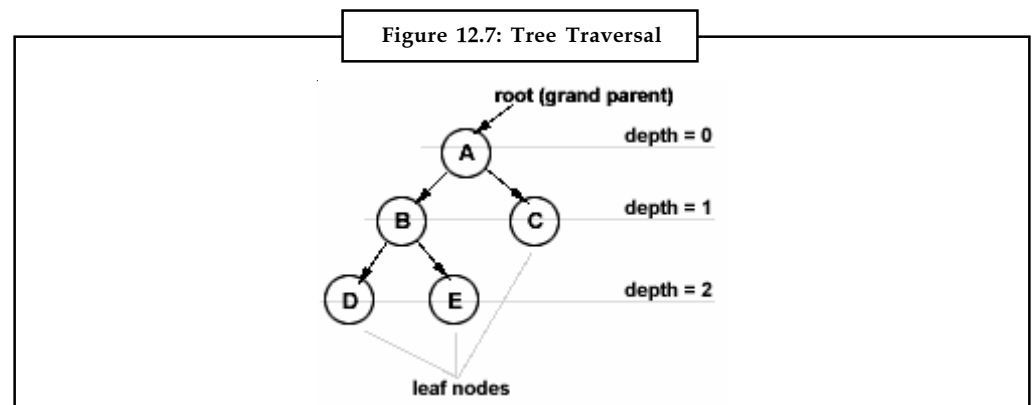 Figure 12.7: Tree Traversal
root (grand parent)
depth = 0
A
depth = 1
B
C
depth = 2
D
E
leaf nodes